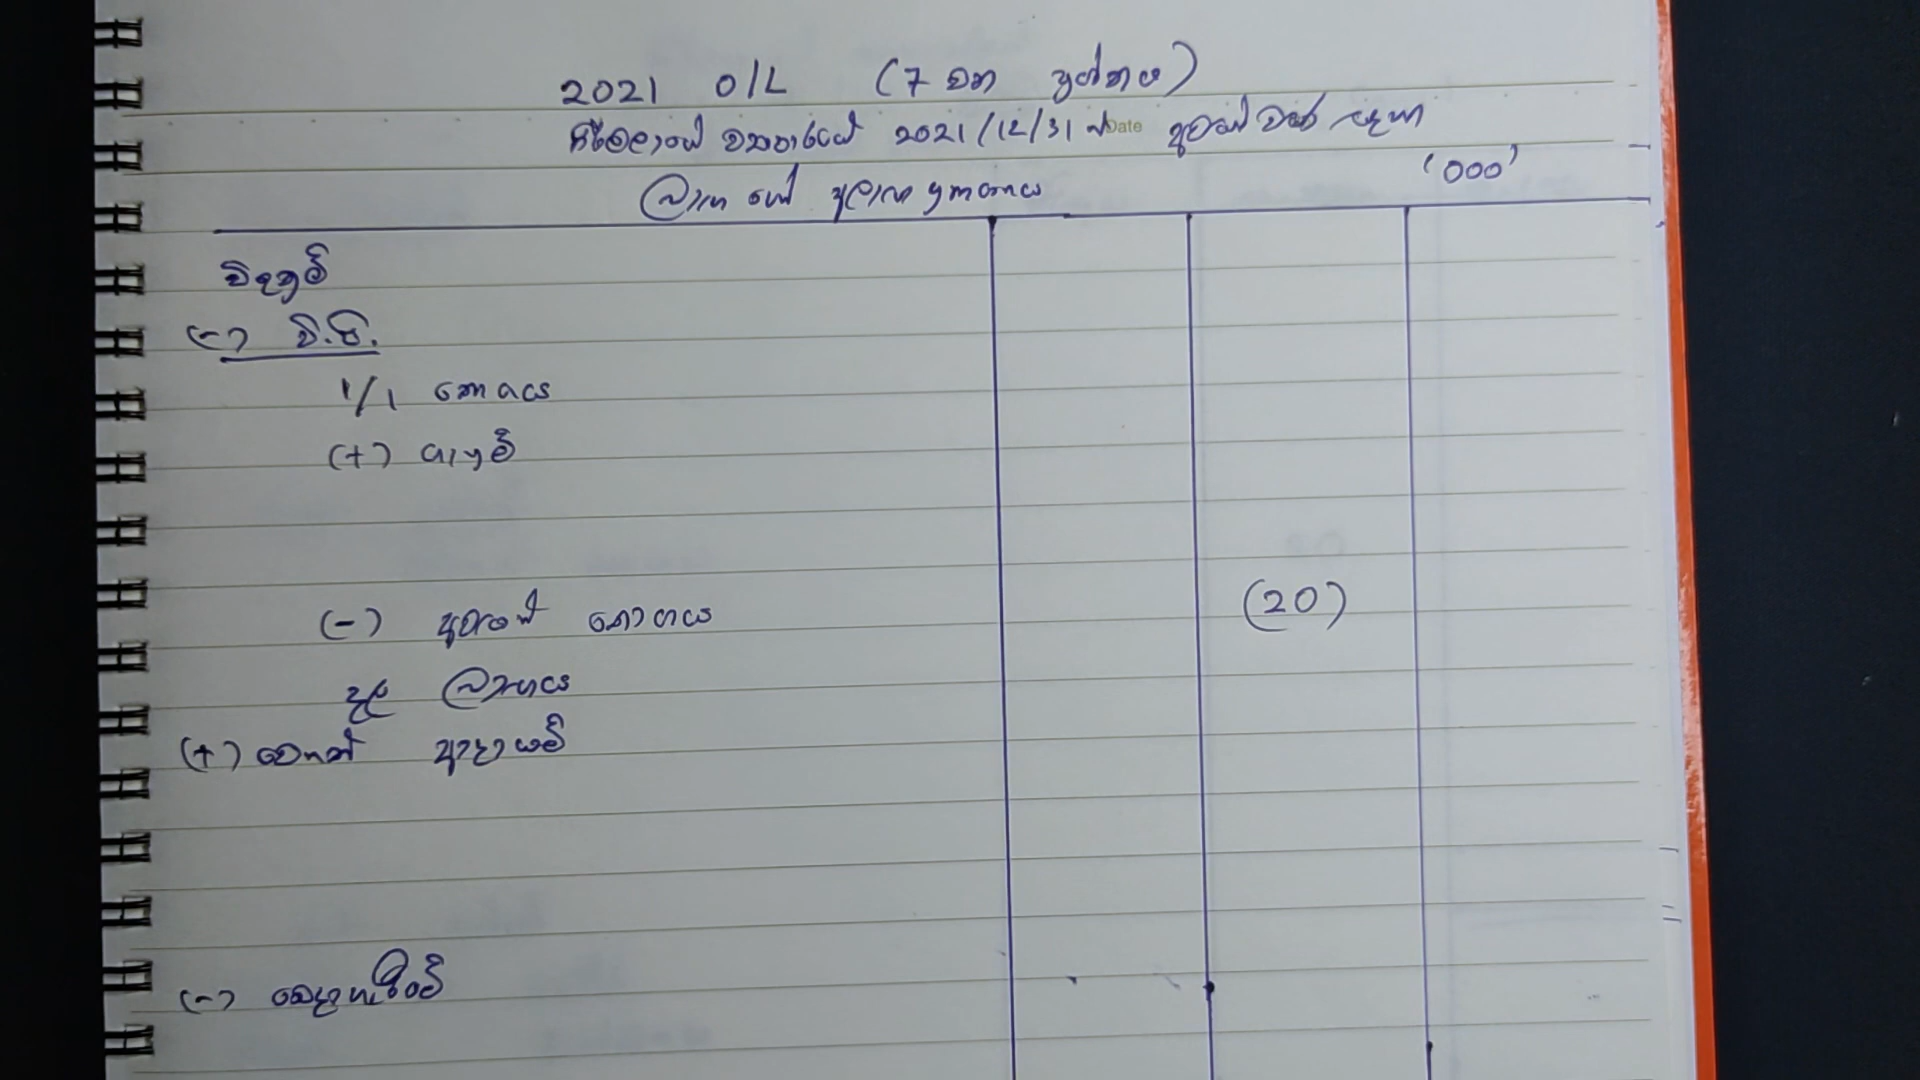 2021 O/L (7 වන ප්‍රශ්නය)
සිරිලාගේ ව්‍යාපාරයේ 2021/12/31 න් Date අවසන් වර්ෂය සඳහා
ලාභ හෝ අලාභ ප්‍රකාශය
'000'
විකුණුම්
(-) වි.පි.
1/1 තොගය
(+) ගැනුම්
(-) අවසන් තොගය (20)
දළ ලාභය
(+) වෙනත් ආදායම්
(-) බෙදාහැරීම්